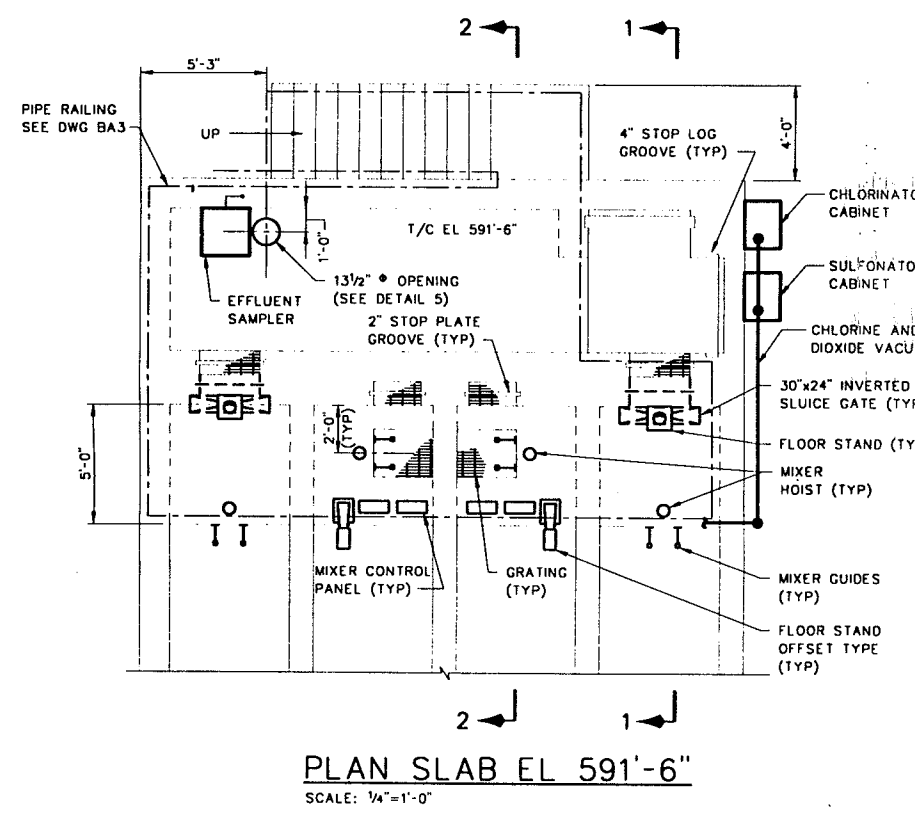 2
1
5'-3"
PIPE RAILING
SEE DWG BA3
UP
4" STOP LOG
GROOVE (TYP)
4'-0"
CHLORINATO
CABINET
T/C EL 591'-6"
1'-0"
13½" Φ OPENING
(SEE DETAIL 5)
EFFLUENT
SAMPLER
SULFONATO
CABINET
2" STOP PLATE
GROOVE (TYP)
CHLORINE AND
DIOXIDE VACU
30"x24" INVERTED
SLUICE GATE (TYP
5'-0"
2'-0"
(TYP)
FLOOR STAND (TY
MIXER
HOIST (TYP)
MIXER CONTROL
PANEL (TYP)
GRATING
(TYP)
MIXER GUIDES
(TYP)
FLOOR STAND
OFFSET TYPE
(TYP)
2
1
PLAN SLAB EL 591'-6"
SCALE: ¼"=1'-0"